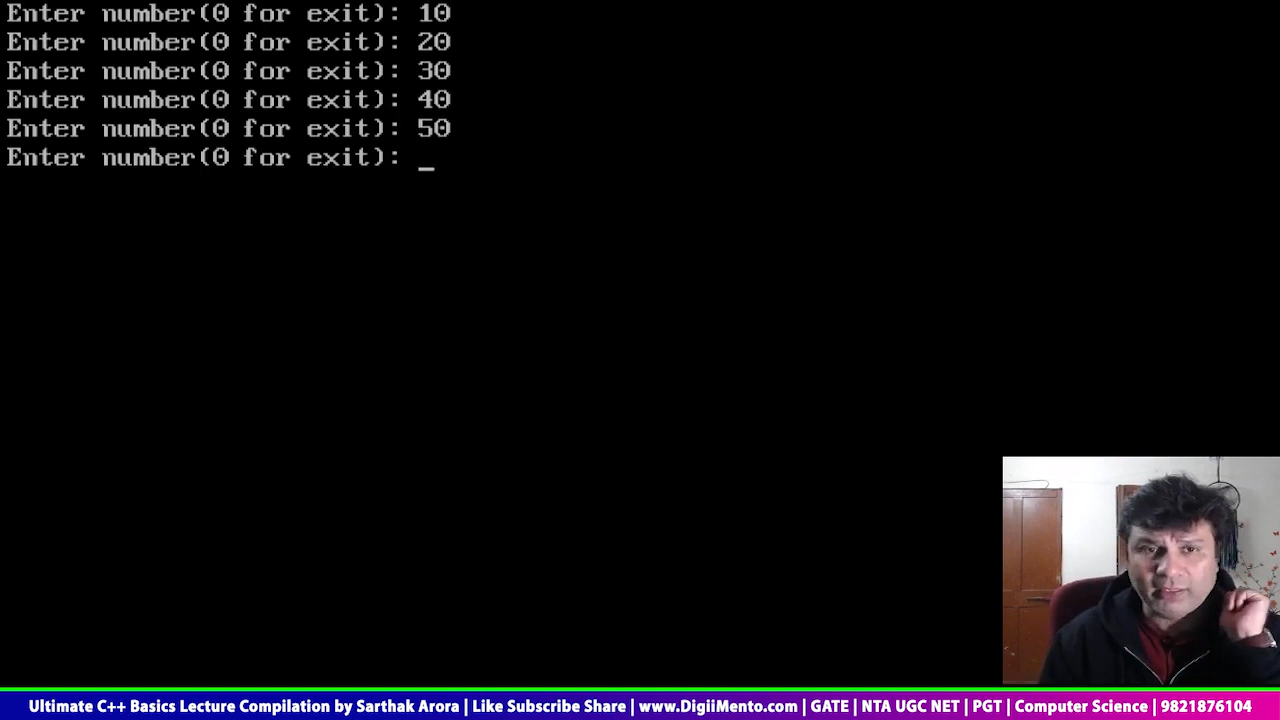 Enter number(0 for exit): 10
Enter number(0 for exit): 20
Enter number(0 for exit): 30
Enter number(0 for exit): 40
Enter number(0 for exit): 50
Enter number(0 for exit): _
Ultimate C++ Basics Lecture Compilation by Sarthak Arora | Like Subscribe Share | www.DigiiMento.com | GATE | NTA UGC NET | PGT | Computer Science | 9821876104